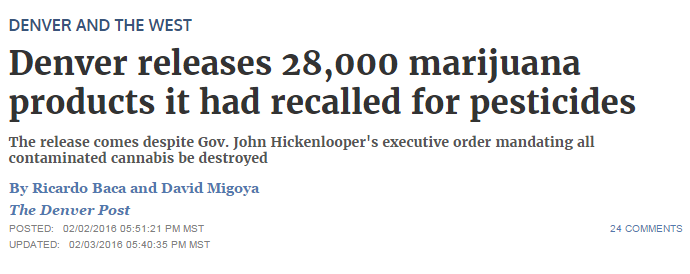 DENVER AND THE WEST
Denver releases 28,000 marijuana
products it had recalled for pesticides
The release comes despite Gov. John Hickenlooper's executive order mandating all
contaminated cannabis be destroyed
By Ricardo Baca and David Migoya
The Denver Post
POSTED: 02/02/2016 05:51:21 PM MST 24 COMMENTS
UPDATED: 02/03/2016 05:40:35 PM MST